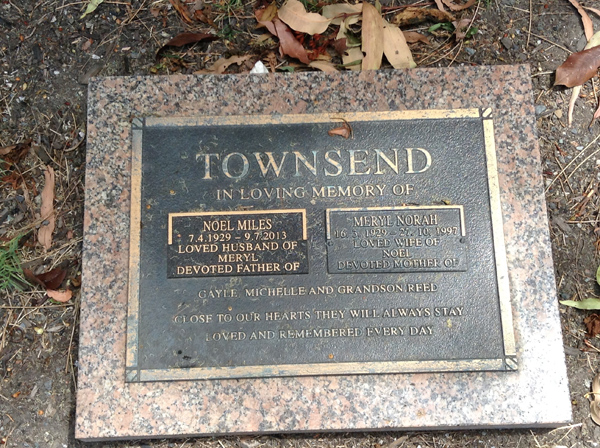 TOWNSEND
IN LOVING MEMORY OF
NOEL MILES
7.4.1929 – 9.7.2013
LOVED HUSBAND OF
MERYL
DEVOTED FATHER OF
MERYL NORAH
16.3.1929 – 27.10.1997
LOVED WIFE OF
NOEL
DEVOTED MOTHER OF
GAYLE, MICHELLE AND GRANDSON REED
CLOSE TO OUR HEARTS THEY WILL ALWAYS STAY
LOVED AND REMEMBERED EVERY DAY